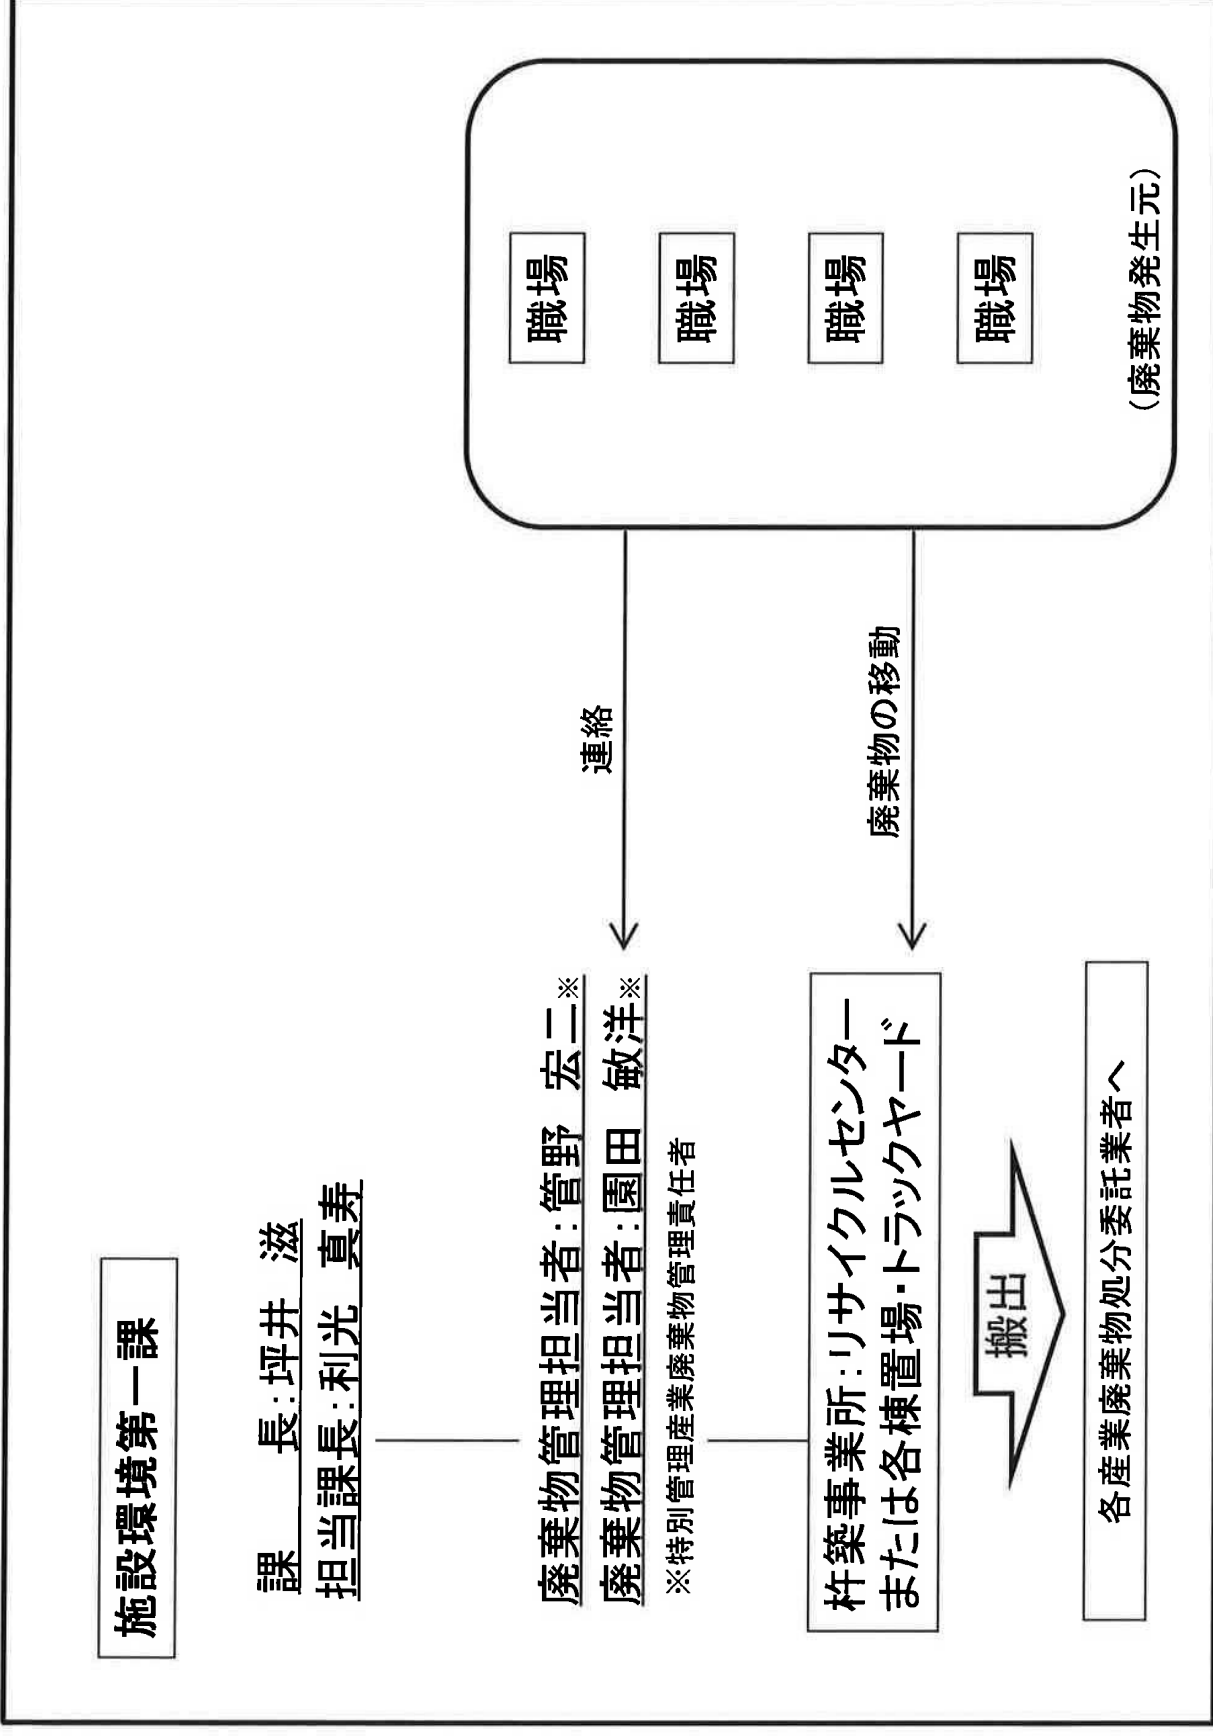 施設環境第一課
課　　長:坪井　滋
担当課長:利光　真寿
廃棄物管理担当者:管野　宏二※
廃棄物管理担当者:園田　敏洋※
※特別管理産業廃棄物管理責任者
杵築事業所:リサイクルセンター
または各棟置場・トラックヤード
搬出
各産業廃棄物処分委託業者へ
連絡
廃棄物の移動
職場
職場
職場
職場
(廃棄物発生元)